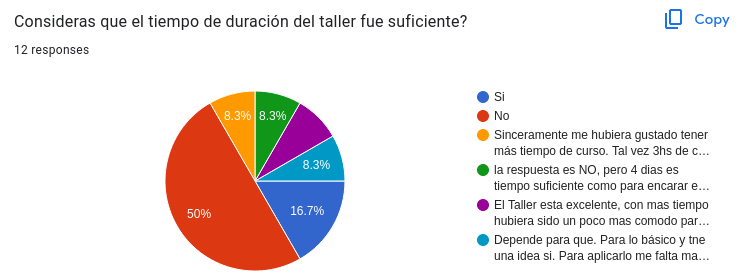 Consideras que el tiempo de duración del taller fue suficiente?
Copy
12 responses
8.3%
8.3%
8.3%
16.7%
50%
Si
No
Sinceramente me hubiera gustado tener
más tiempo de curso. Tal vez 3hs de c…
la respuesta es NO, pero 4 dias es
tiempo suficiente como para encarar e…
El Taller esta excelente, con mas tiempo
hubiera sido un poco mas comodo par…
Depende para que. Para lo básico y tne
una idea si. Para aplicarlo me falta ma…